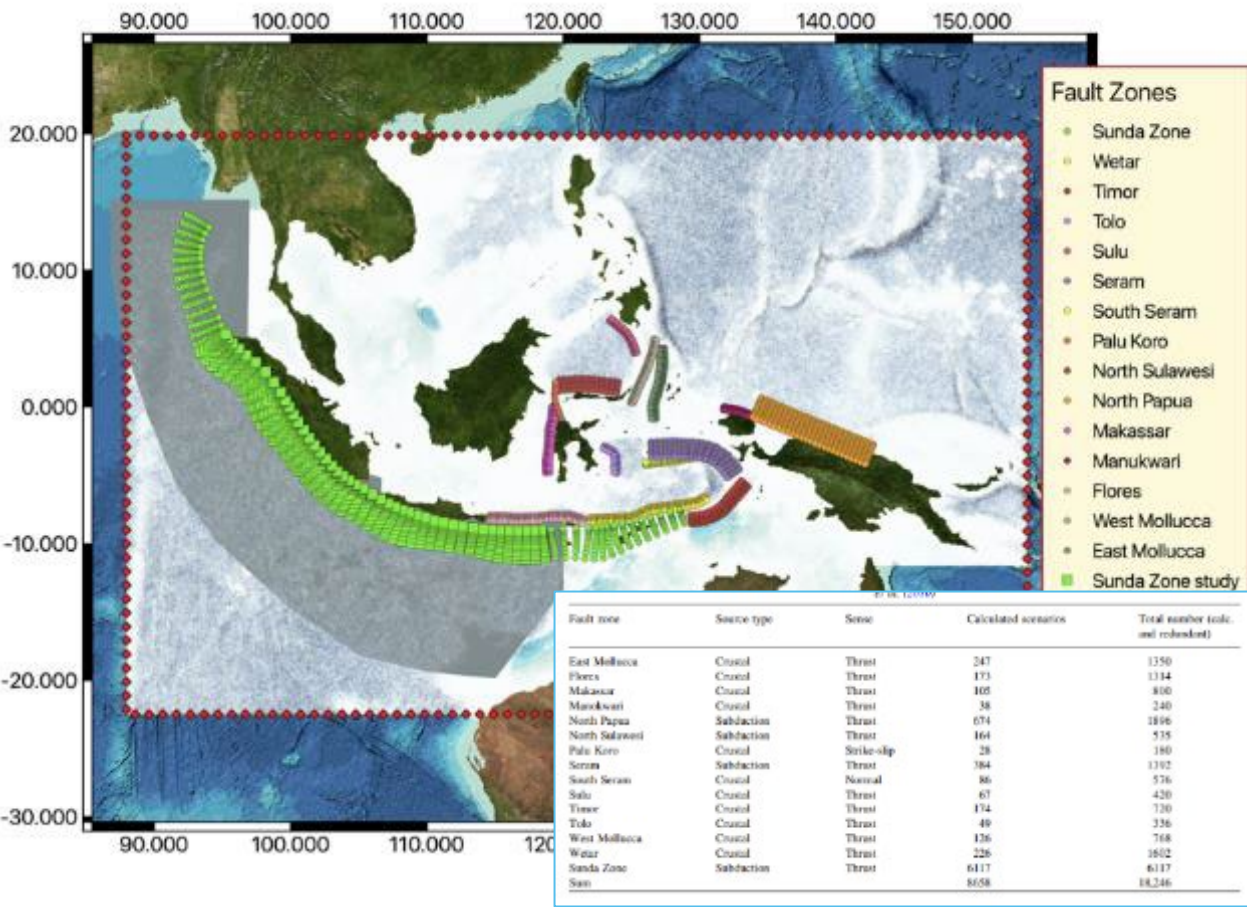 90.000 100.000 110.000 120.000 130.000 140.000 150.000
20.000
10.000
0.000
-10.000
-20.000
-30.000
90.000 100.000 110.000
Fault Zones
Sunda Zone
Wetar
Timor
Tolo
Sulu
Seram
South Seram
Palu Koro
North Sulawesi
North Papua
Makassar
Manukwari
Flores
West Mollucca
East Mollucca
Sunda Zone study
Fault zone Source type Sense Calculated scenarios Total number (calc.
and redundant)
East Mollucca Crustal Thrust 247 1350
Flores Crustal Thrust 173 1314
Makassar Crustal Thrust 105 800
Manokwari Crustal Thrust 38 240
North Papua Subduction Thrust 674 1896
North Sulawesi Subduction Thrust 164 535
Palu Koro Crustal Strike-slip 28 180
Seram Subduction Thrust 384 1392
South Seram Crustal Normal 86 576
Sulu Crustal Thrust 67 420
Timor Crustal Thrust 174 720
Tolo Crustal Thrust 49 336
West Mollucca Crustal Thrust 126 768
Wetar Crustal Thrust 226 1602
Sunda Zone Subduction Thrust 6117 6117
Sum 8658 18,246